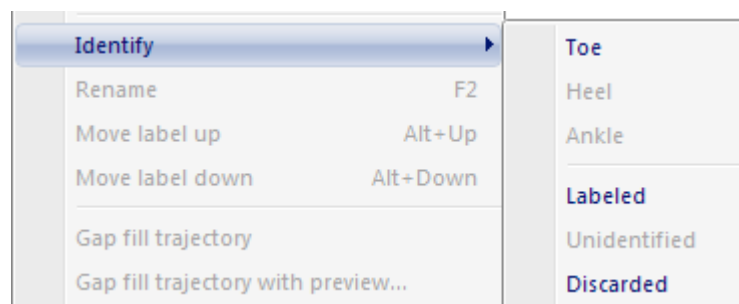 Identify
Rename F2
Move label up Alt+Up
Move label down Alt+Down
Gap fill trajectory
Gap fill trajectory with preview...
Toe
Heel
Ankle
Labeled
Unidentified
Discarded